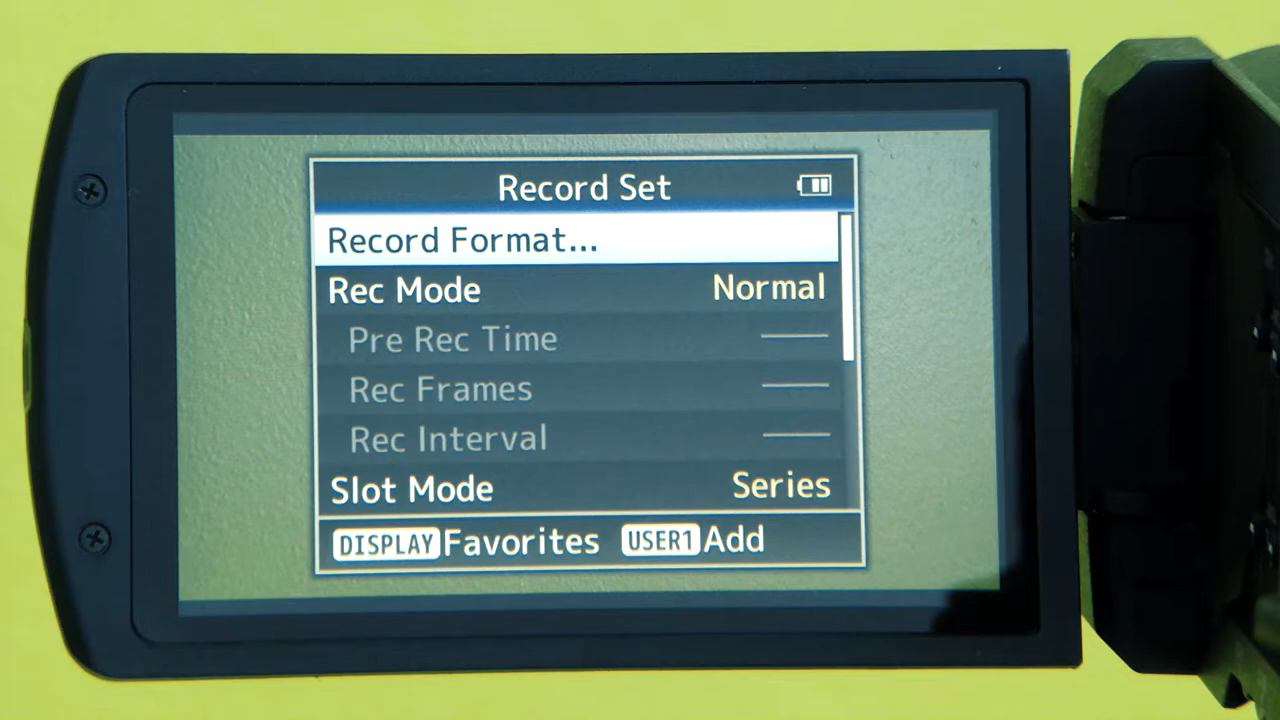 Record Set
Record Format...
Rec Mode Normal
Pre Rec Time ——
Rec Frames ——
Rec Interval ——
Slot Mode Series
DISPLAY Favorites USER1 Add